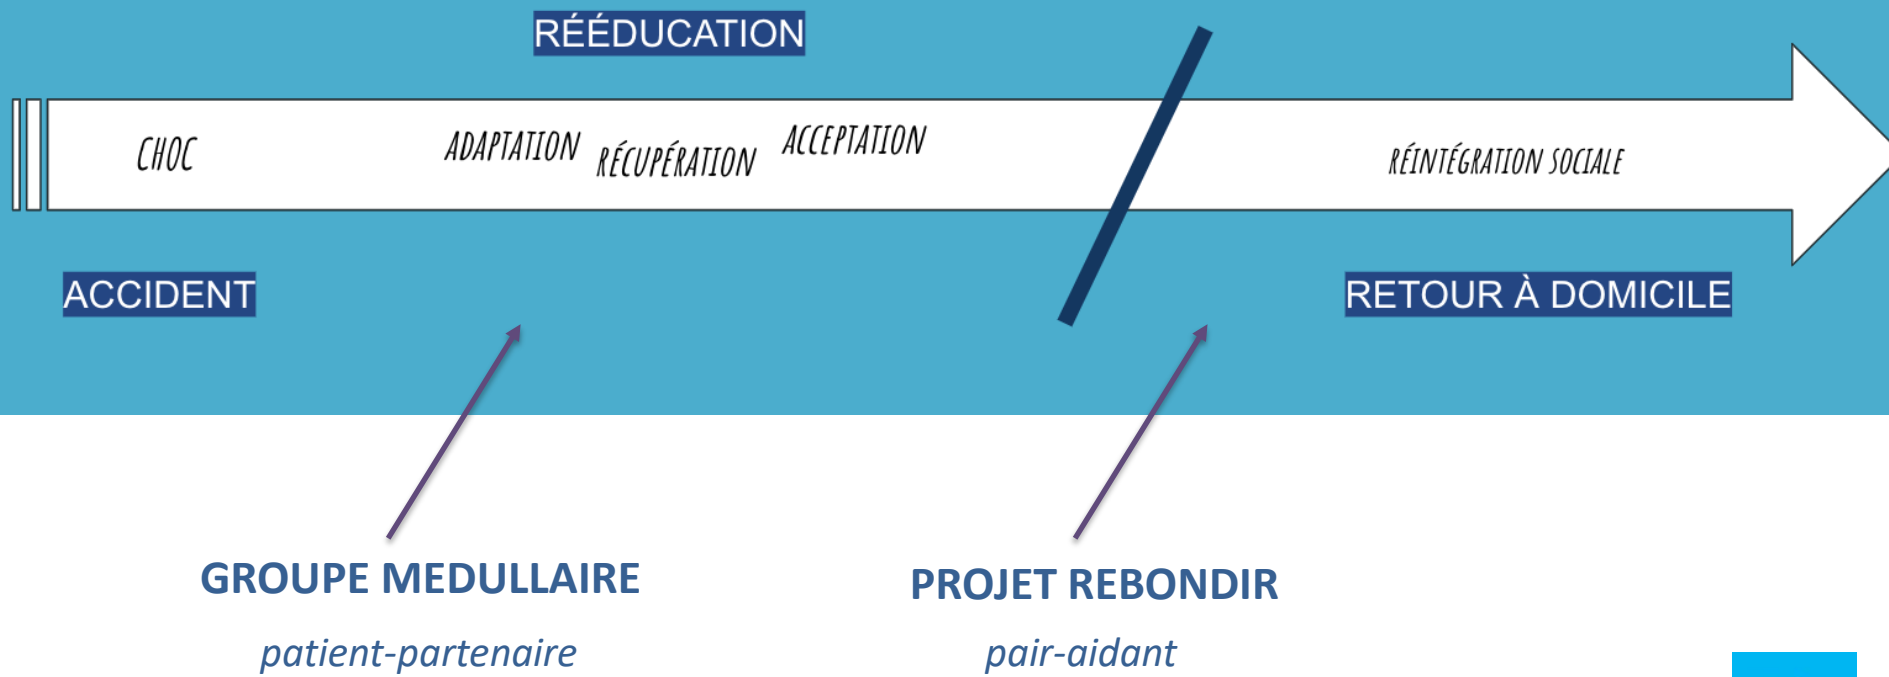 RÉÉDUCATION
CHOC
ADAPTATION
RÉCUPÉRATION
ACCEPTATION
RÉINTÉGRATION SOCIALE
ACCIDENT
RETOUR À DOMICILE
GROUPE MEDULLAIRE
patient-partenaire
PROJET REBONDIR
pair-aidant